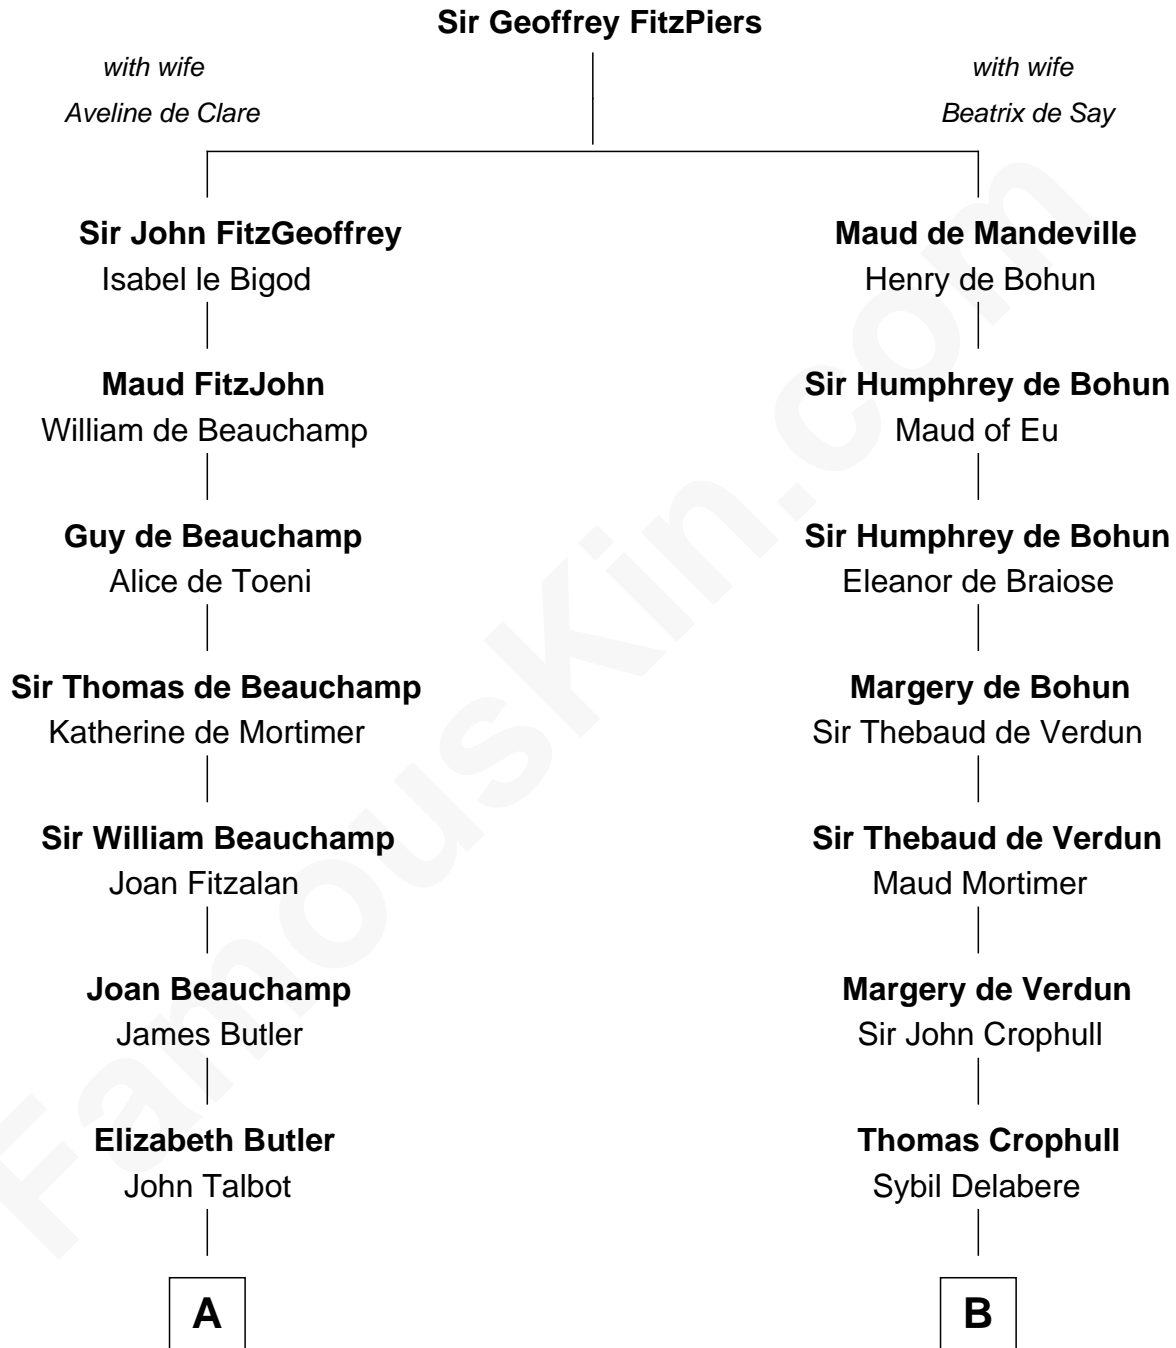 Sir Geoffrey FitzPiers
with wife
Aveline de Clare
with wife
Beatrix de Say
Sir John FitzGeoffrey
Isabel le Bigod
Maud de Mandeville
Henry de Bohun
Maud FitzJohn
William de Beauchamp
Sir Humphrey de Bohun
Maud of Eu
Guy de Beauchamp
Alice de Toeni
Sir Humphrey de Bohun
Eleanor de Braiose
Sir Thomas de Beauchamp
Katherine de Mortimer
Margery de Bohun
Sir Thebaud de Verdun
Sir William Beauchamp
Joan Fitzalan
Sir Thebaud de Verdun
Maud Mortimer
Joan Beauchamp
James Butler
Margery de Verdun
Sir John Crophull
Elizabeth Butler
John Talbot
Thomas Crophull
Sybil Delabere
A
B
FamousKin.com